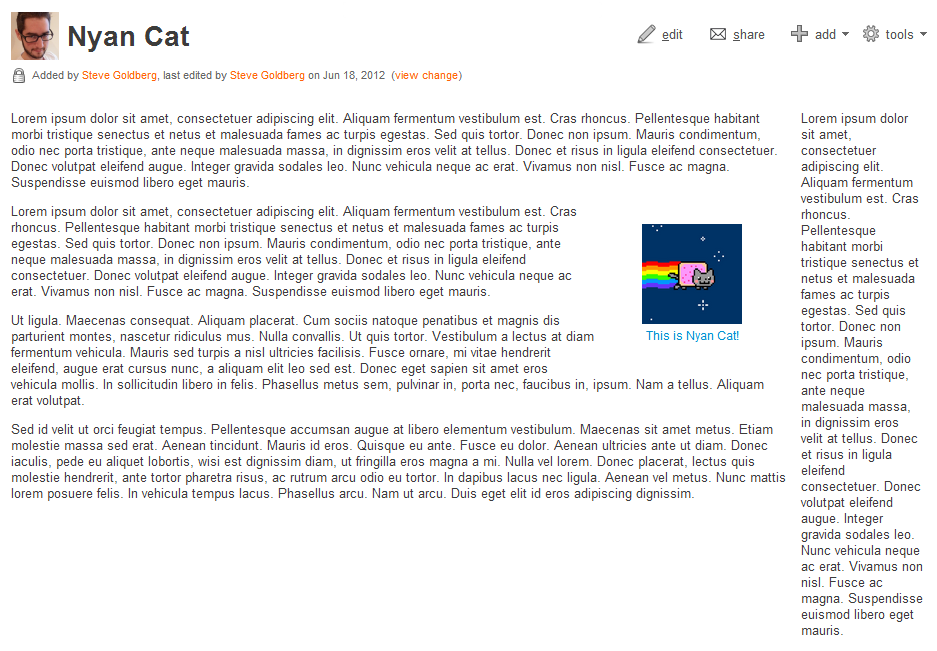 Nyan Cat
edit
share
add
tools
Added by Steve Goldberg, last edited by Steve Goldberg on Jun 18, 2012 (view change)
Lorem ipsum dolor sit amet, consectetuer adipiscing elit. Aliquam fermentum vestibulum est. Cras rhoncus. Pellentesque habitant
morbi tristique senectus et netus et malesuada fames ac turpis egestas. Sed quis tortor. Donec non ipsum. Mauris condimentum,
odio nec porta tristique, ante neque malesuada massa, in dignissim eros velit at tellus. Donec et risus in ligula eleifend consectetuer.
Donec volutpat eleifend augue. Integer gravida sodales leo. Nunc vehicula neque ac erat. Vivamus non nisl. Fusce ac magna.
Suspendisse euismod libero eget mauris.
Lorem ipsum dolor sit amet, consectetuer adipiscing elit. Aliquam fermentum vestibulum est. Cras
rhoncus. Pellentesque habitant morbi tristique senectus et netus et malesuada fames ac turpis
egestas. Sed quis tortor. Donec non ipsum. Mauris condimentum, odio nec porta tristique, ante
neque malesuada massa, in dignissim eros velit at tellus. Donec et risus in ligula eleifend
consectetuer. Donec volutpat eleifend augue. Integer gravida sodales leo. Nunc vehicula neque ac
erat. Vivamus non nisl. Fusce ac magna. Suspendisse euismod libero eget mauris.
This is Nyan Cat!
Ut ligula. Maecenas consequat. Aliquam placerat. Cum sociis natoque penatibus et magnis dis
parturient montes, nascetur ridiculus mus. Nulla convallis. Ut quis tortor. Vestibulum a lectus at diam
fermentum vehicula. Mauris sed turpis a nisl ultricies facilisis. Fusce ornare, mi vitae hendrerit
eleifend, augue erat cursus nunc, a aliquam elit leo sed est. Donec eget sapien sit amet eros
vehicula mollis. In sollicitudin libero in felis. Phasellus metus sem, pulvinar in, porta nec, faucibus in, ipsum. Nam a tellus. Aliquam
erat volutpat.
Sed id velit ut orci feugiat tempus. Pellentesque accumsan augue at libero elementum vestibulum. Maecenas sit amet metus. Etiam
molestie massa sed erat. Aenean tincidunt. Mauris id eros. Quisque eu ante. Fusce eu dolor. Aenean ultricies ante ut diam. Donec
iaculis, pede eu aliquet lobortis, wisi est dignissim diam, ut fringilla eros magna a mi. Nulla vel lorem. Donec placerat, lectus quis
molestie hendrerit, ante tortor pharetra risus, ac rutrum arcu odio eu tortor. In dapibus lacus nec ligula. Aenean vel metus. Nunc mattis
lorem posuere felis. In vehicula tempus lacus. Phasellus arcu. Nam ut arcu. Duis eget elit id eros adipiscing dignissim.
Lorem ipsum dolor
sit amet,
consectetuer
adipiscing elit.
Aliquam fermentum
vestibulum est. Cras
rhoncus.
Pellentesque
habitant morbi
tristique senectus et
netus et malesuada
fames ac turpis
egestas. Sed quis
tortor. Donec non
ipsum. Mauris
condimentum, odio
nec porta tristique,
ante neque
malesuada massa,
in dignissim eros
velit at tellus. Donec
et risus in ligula
eleifend
consectetuer. Donec
volutpat eleifend
augue. Integer
gravida sodales leo.
Nunc vehicula neque
ac erat. Vivamus non
nisl. Fusce ac
magna. Suspendisse
euismod libero eget
mauris.